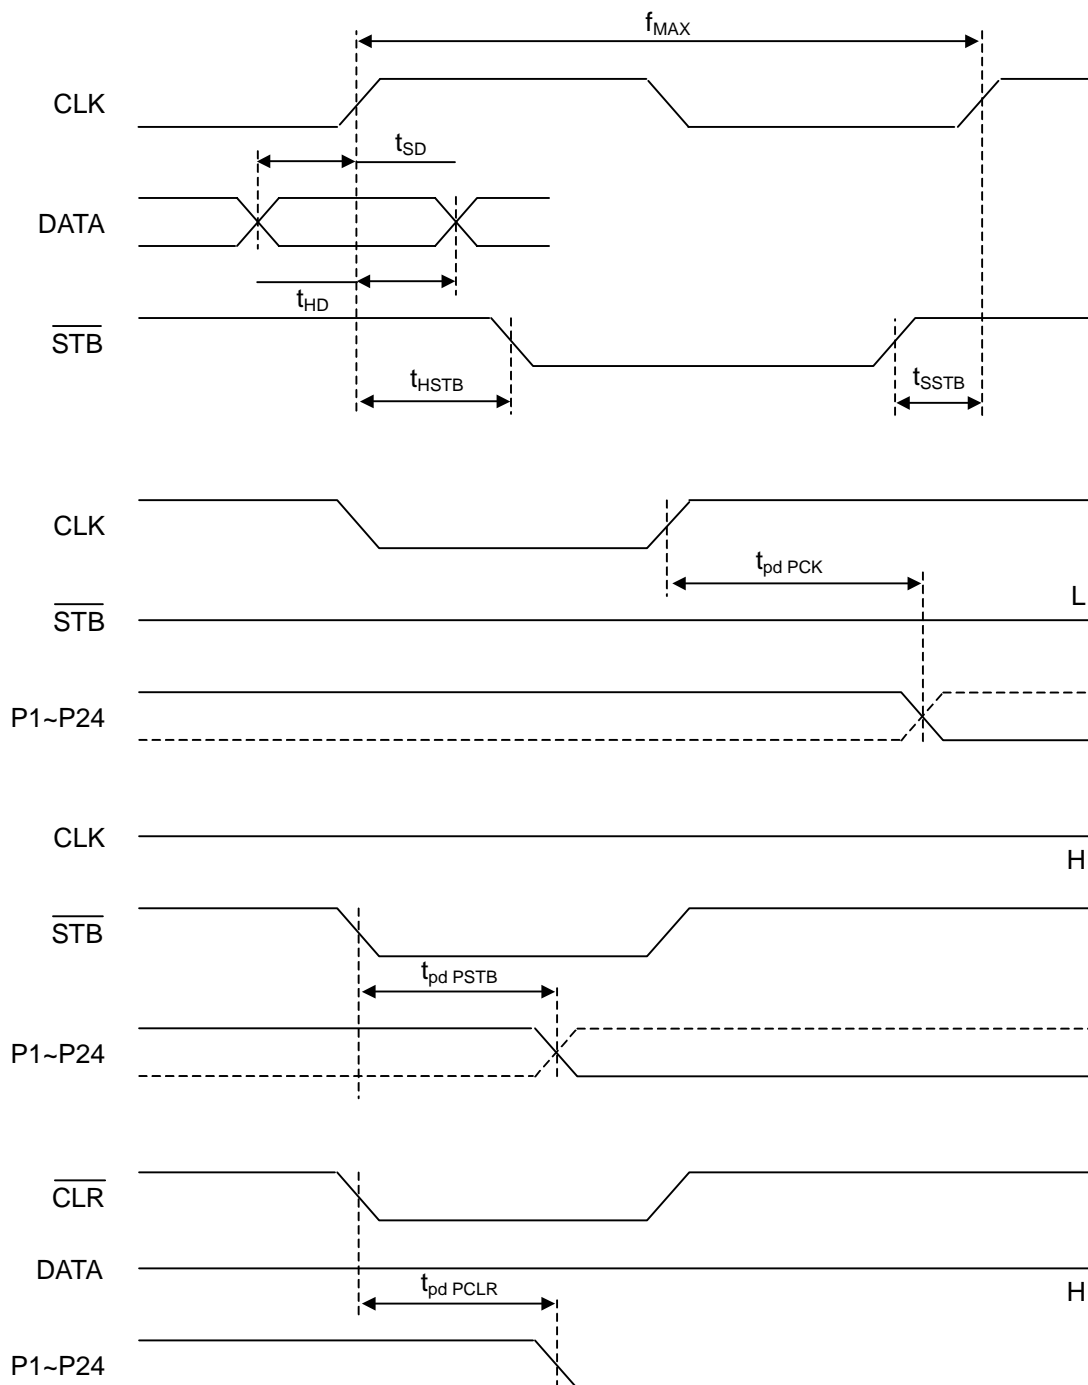 fMAX
CLK
tSD
DATA
tHD
STB
tHSTB
tSSTB
CLK
tpd PCK
L
STB
P1~P24
CLK
H
STB
tpd PSTB
P1~P24
CLR
DATA
H
tpd PCLR
P1~P24